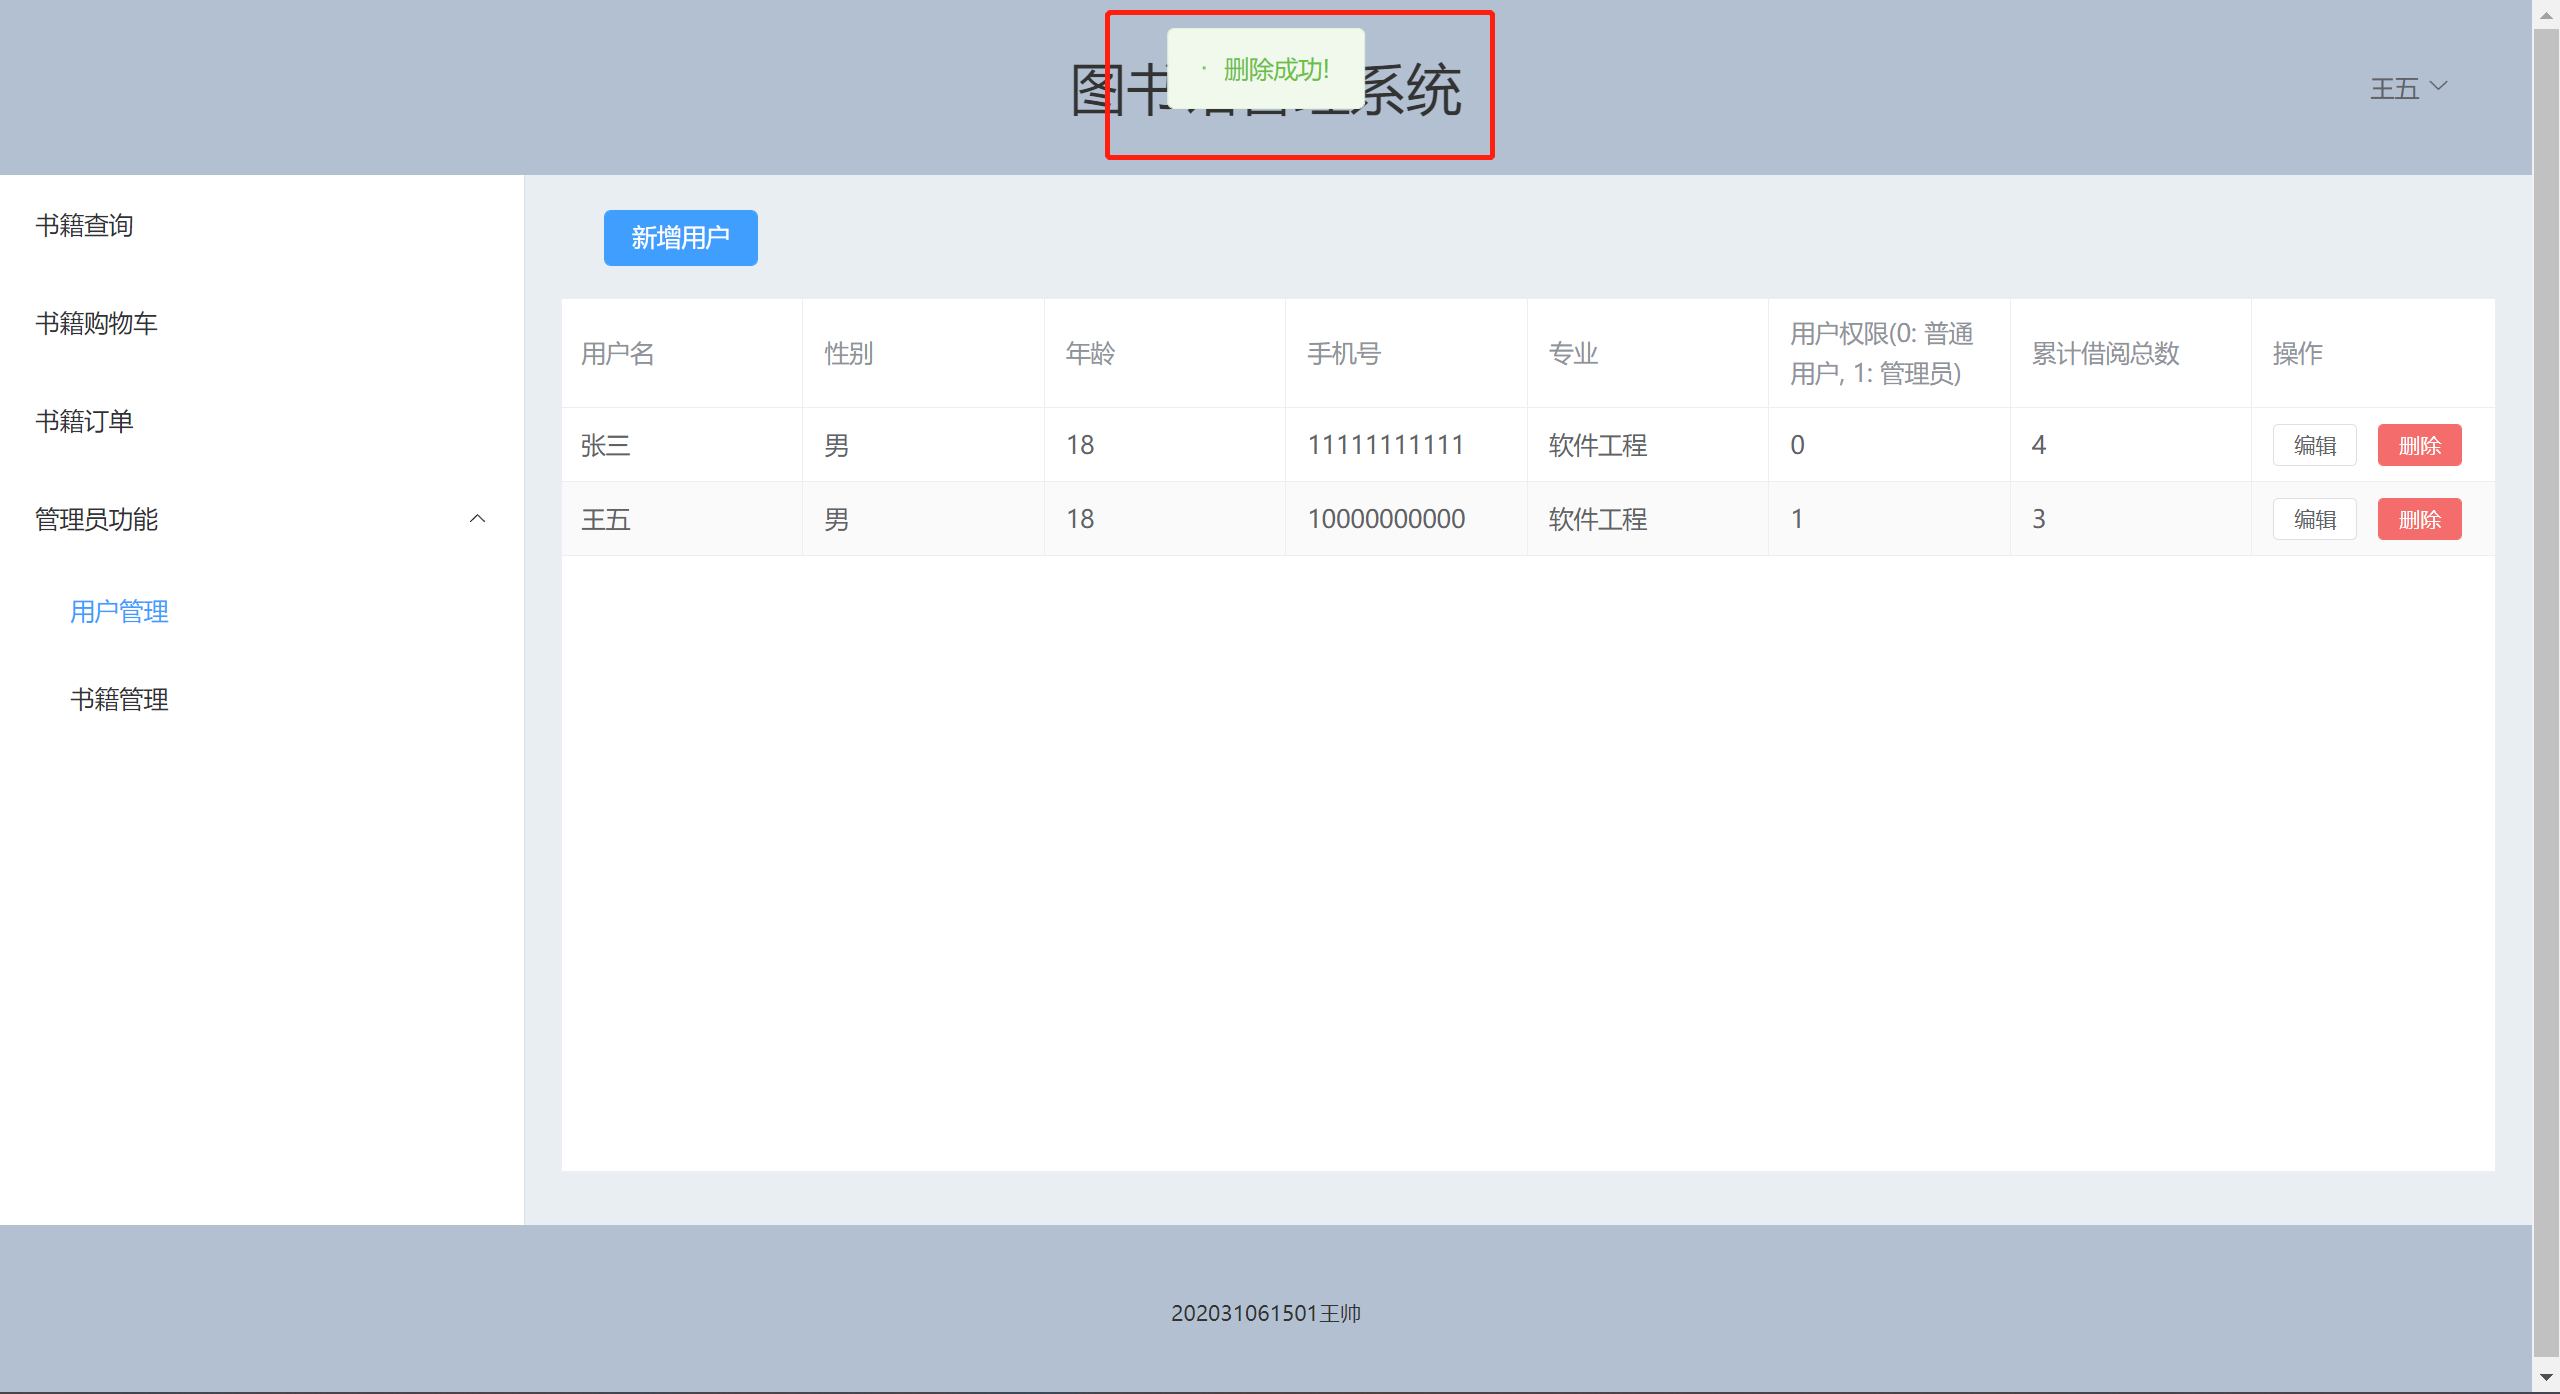 删除成功!
图书 系统
王五
书籍查询
书籍购物车
书籍订单
管理员功能
用户管理
书籍管理
新增用户
用户名 性别 年龄 手机号 专业 用户权限(0: 普通
用户, 1: 管理员) 累计借阅总数 操作
张三 男 18 11111111111 软件工程 0 4 编辑 删除
王五 男 18 10000000000 软件工程 1 3 编辑 删除
202031061501王帅